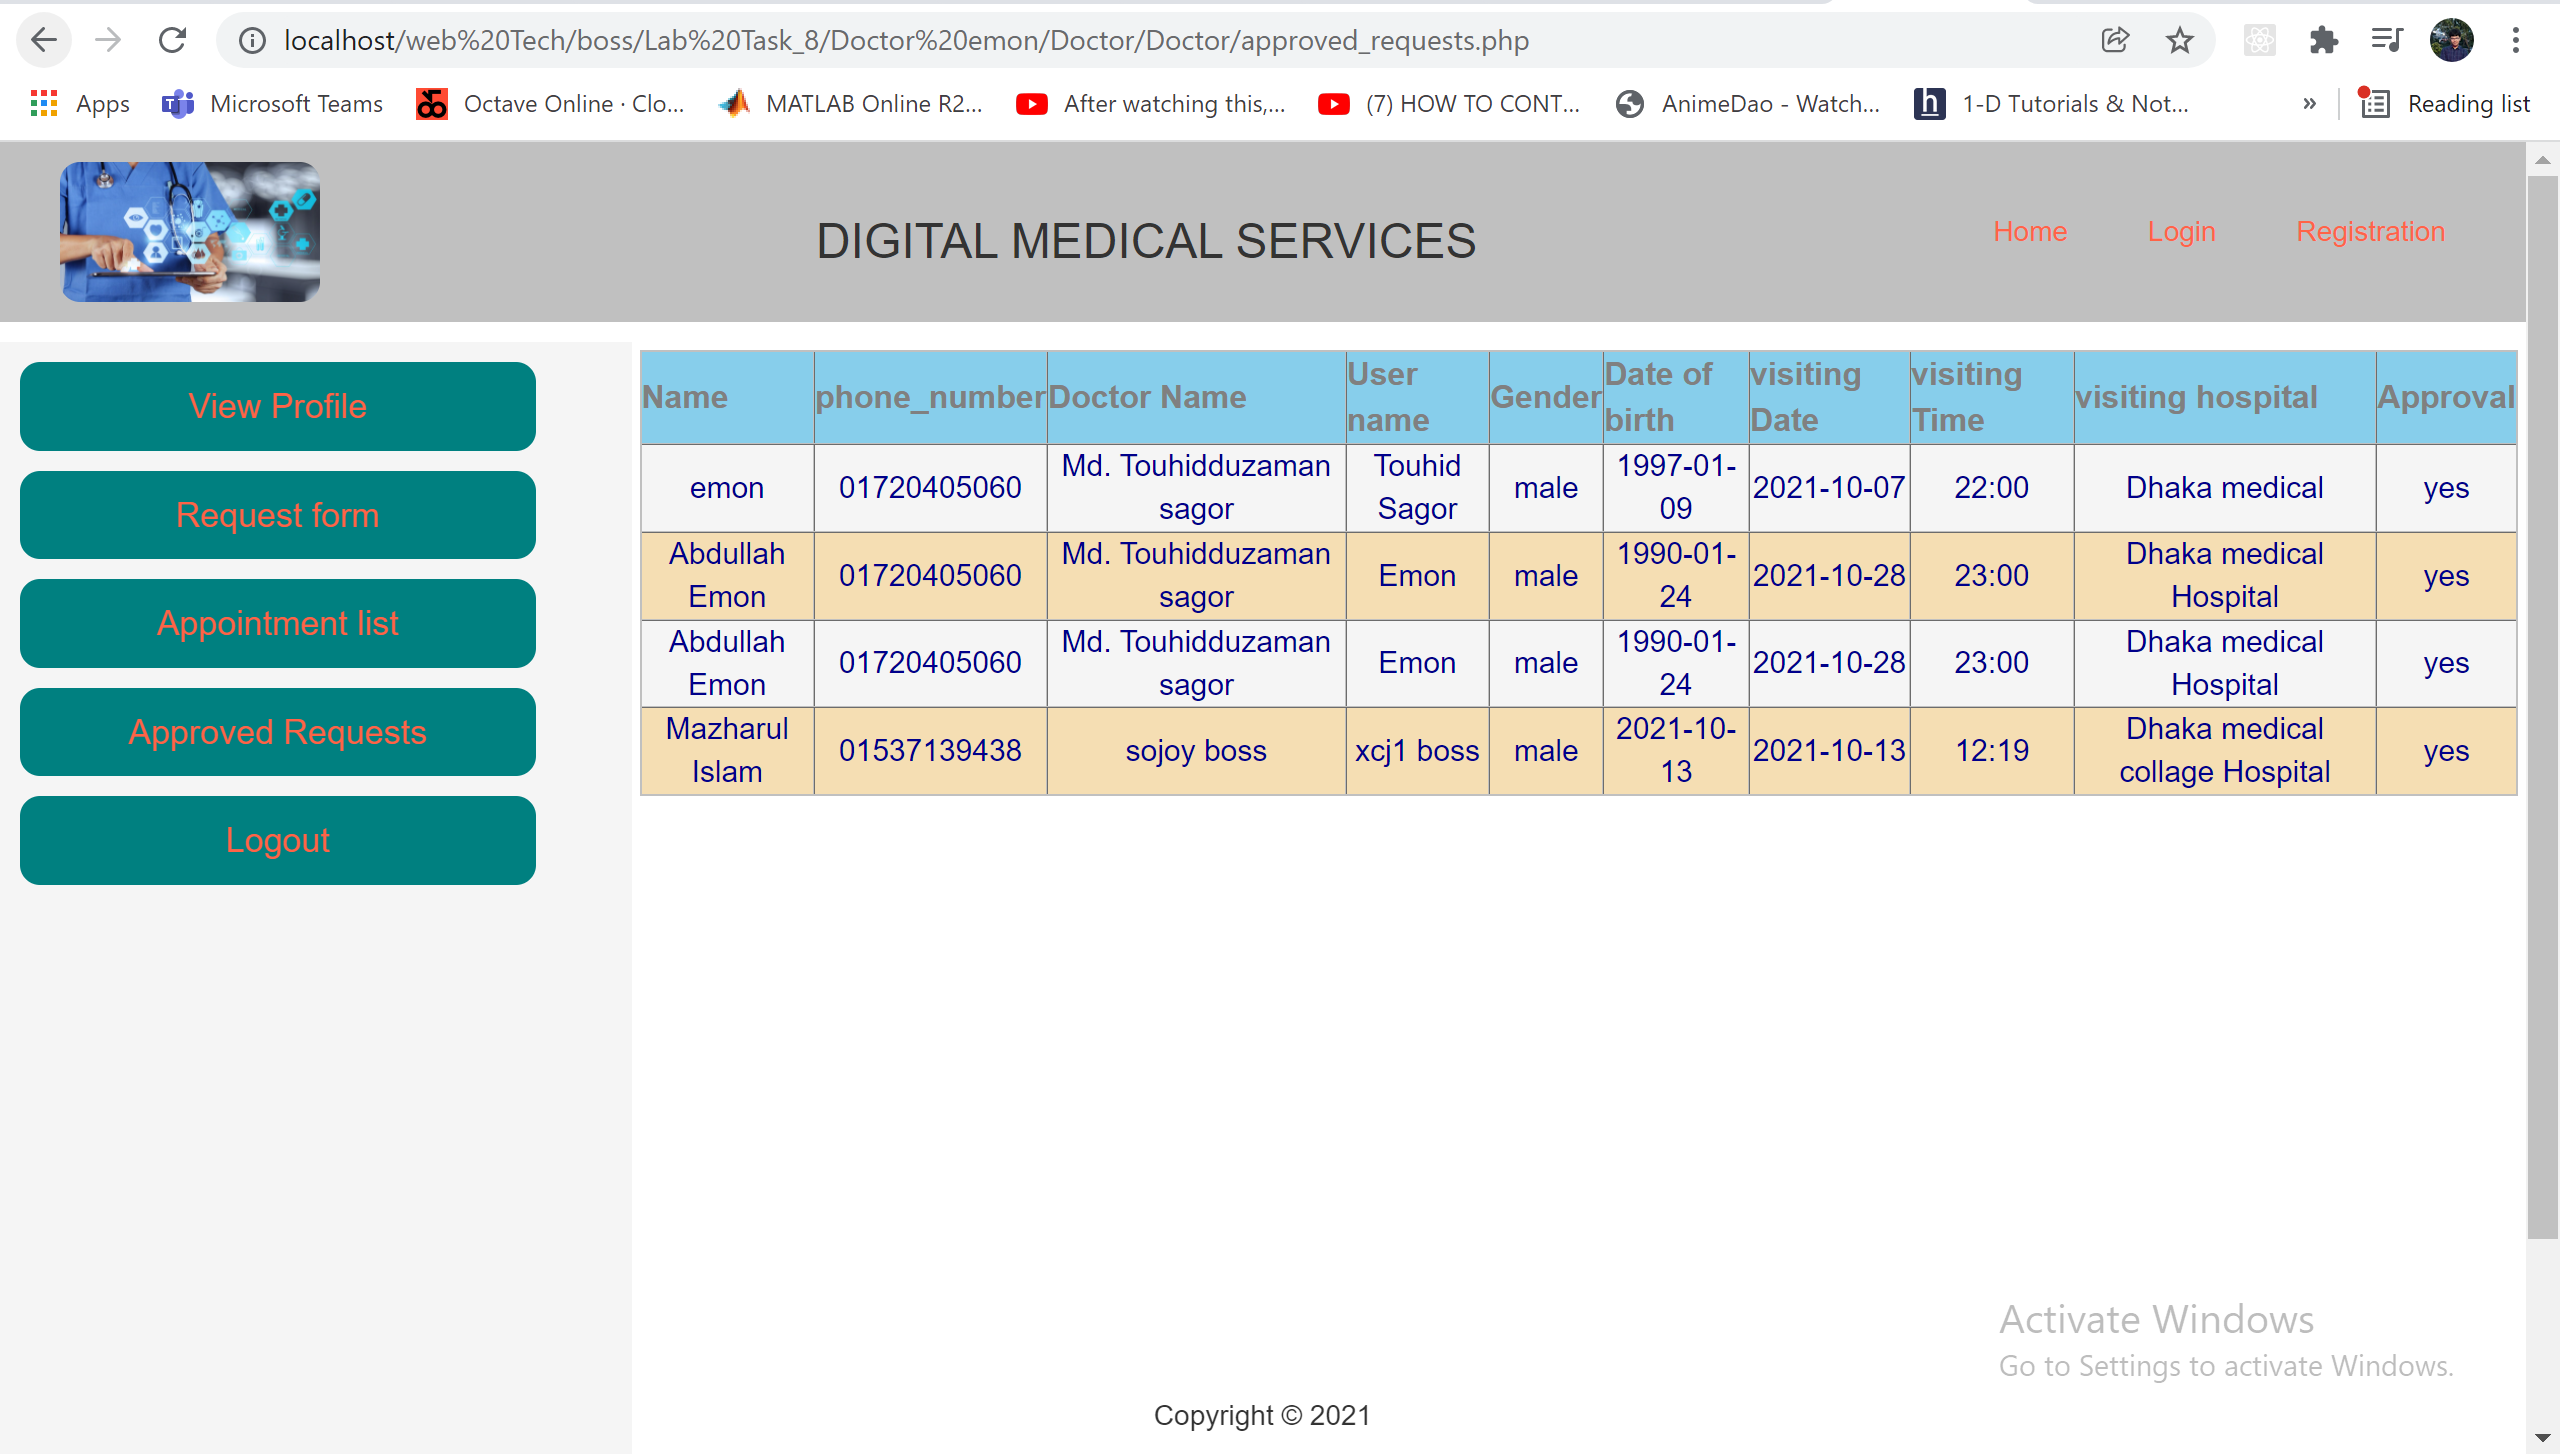 localhost/web%20Tech/boss/Lab%20Task_8/Doctor%20emon/Doctor/Doctor/approved_requests.php
Apps Microsoft Teams Octave Online · Clo... MATLAB Online R2... After watching this,... (7) HOW TO CONT... AnimeDao - Watch... h 1-D Tutorials & Not... » Reading list
DIGITAL MEDICAL SERVICES
Home Login Registration
View Profile
Request form
Appointment list
Approved Requests
Logout
Name phone_number Doctor Name User name Gender Date of birth visiting Date visiting Time visiting hospital Approval
emon 01720405060 Md. Touhidduzaman sagor Touhid Sagor male 1997-01-09 2021-10-07 22:00 Dhaka medical yes
Abdullah Emon 01720405060 Md. Touhidduzaman sagor Emon male 1990-01-24 2021-10-28 23:00 Dhaka medical Hospital yes
Abdullah Emon 01720405060 Md. Touhidduzaman sagor Emon male 1990-01-24 2021-10-28 23:00 Dhaka medical Hospital yes
Mazharul Islam 01537139438 sojoy boss xcj1 boss male 2021-10-13 2021-10-13 12:19 Dhaka medical collage Hospital yes
Activate Windows
Go to Settings to activate Windows.
Copyright © 2021